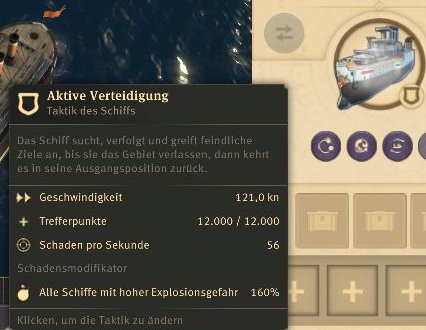 Aktive Verteidigung
Taktik des Schiffs
Das Schiff sucht, verfolgt und greift feindliche
Ziele an, bis sie das Gebiet verlassen, dann kehrt
es in seine Ausgangsposition zurück.
Geschwindigkeit 121,0 kn
Trefferpunkte 12.000 / 12.000
Schaden pro Sekunde 56
Schadensmodifikator
Alle Schiffe mit hoher Explosionsgefahr 160%
Klicken, um die Taktik zu ändern